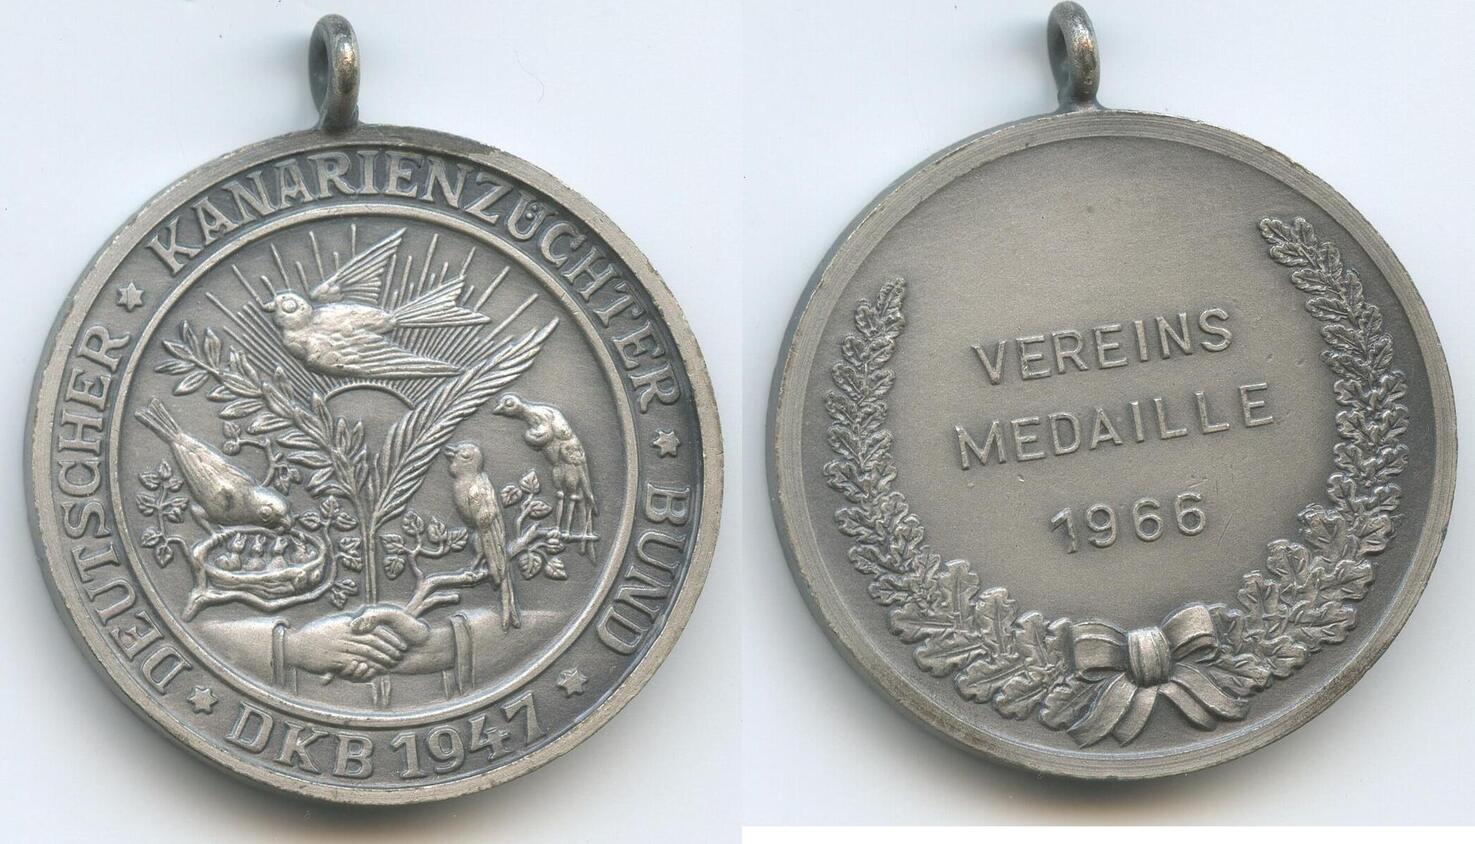 DEUTSCHER * KANARIENZÜCHTER * BUND *
* DKB 1947
VEREINS
MEDAILLE
1966